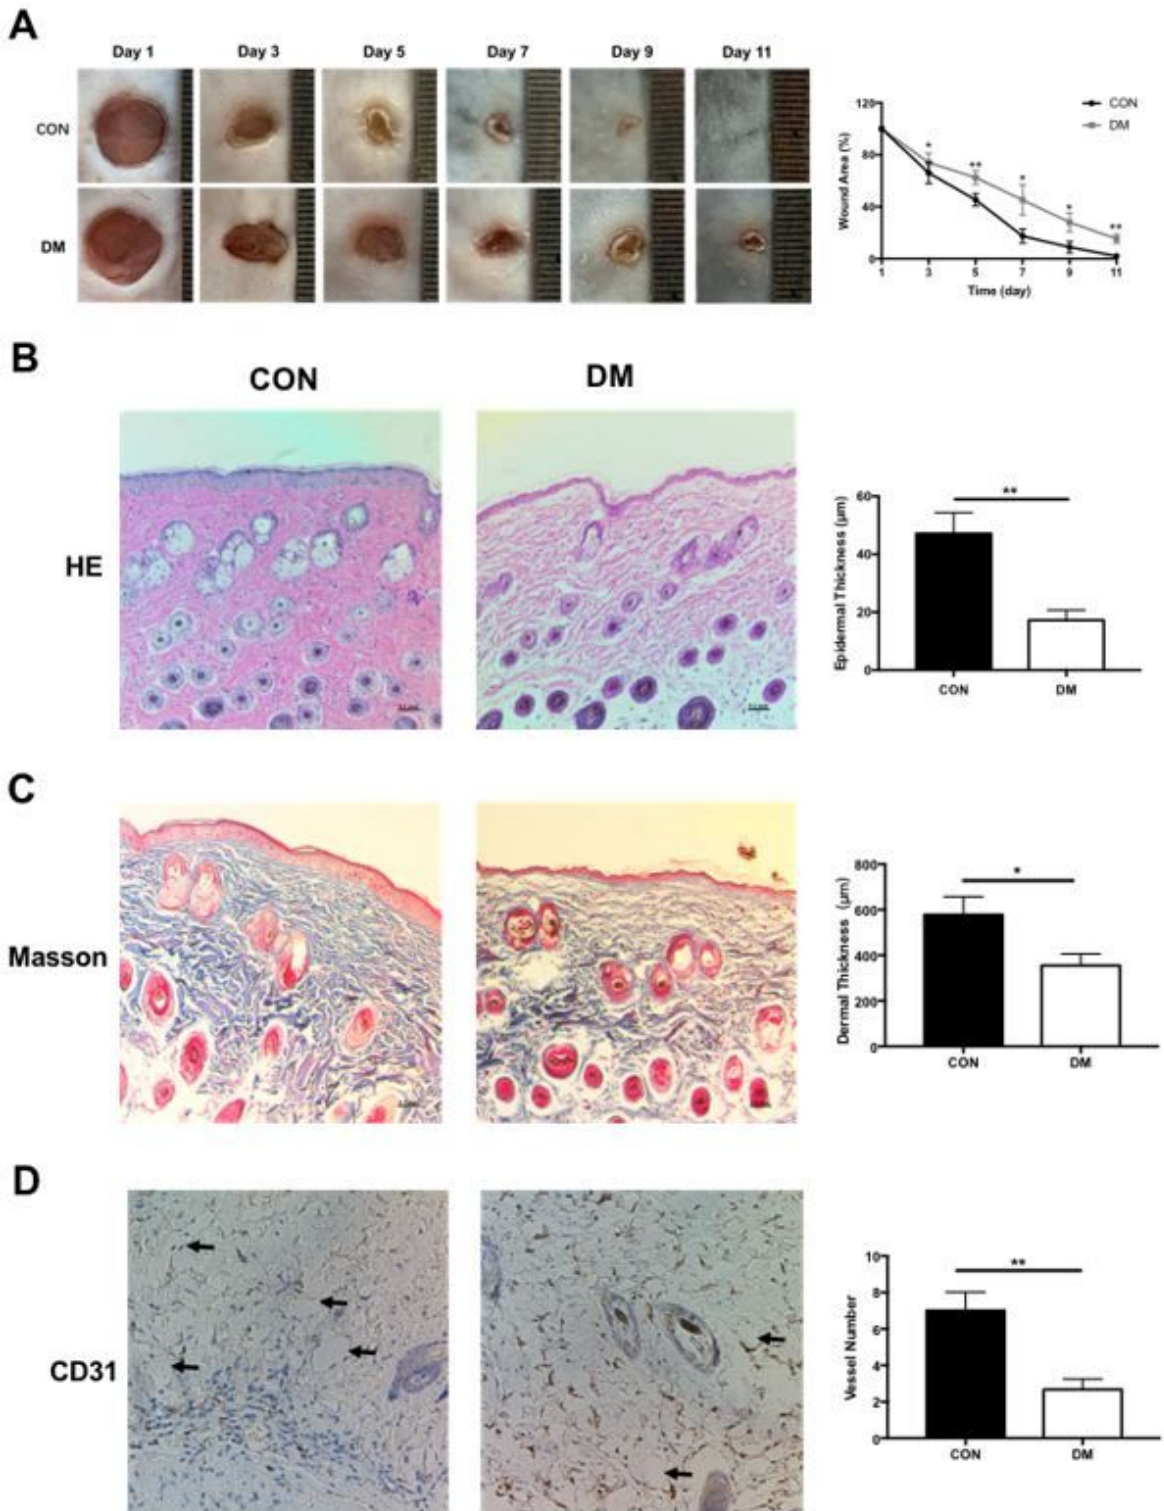 A
Day 1 Day 3 Day 5 Day 7 Day 9 Day 11
CON
DM
120
80
40
0
1 3 5 7 9 11
Wound Area (%)
Time (day)
CON
DM
*
**
*
*
**
B
CON DM
HE
60
40
20
0
Epidermal Thickness (μm)
**
CON DM
C
Masson
800
600
400
200
0
Dermal Thickness (μm)
*
CON DM
D
CD31
10
8
6
4
2
0
Vessel Number
**
CON DM